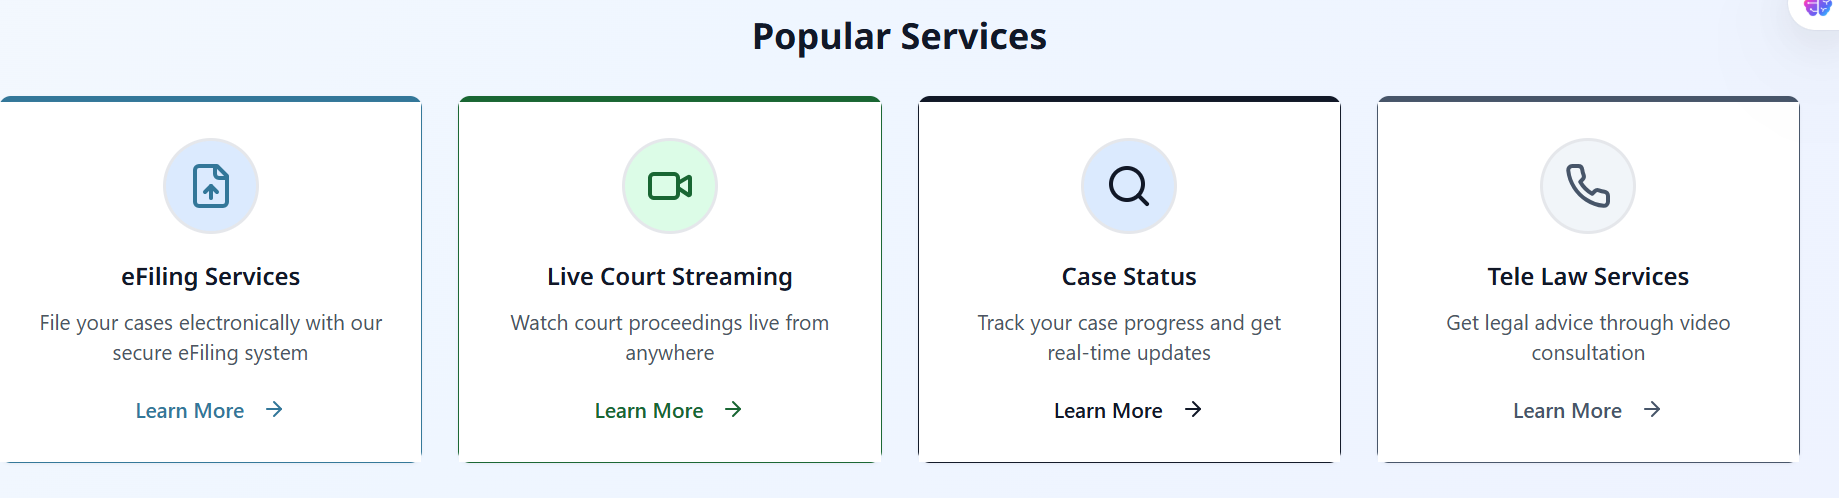 Popular Services
eFiling Services
File your cases electronically with our
secure eFiling system
Learn More
Live Court Streaming
Watch court proceedings live from
anywhere
Learn More
Case Status
Track your case progress and get
real-time updates
Learn More
Tele Law Services
Get legal advice through video
consultation
Learn More